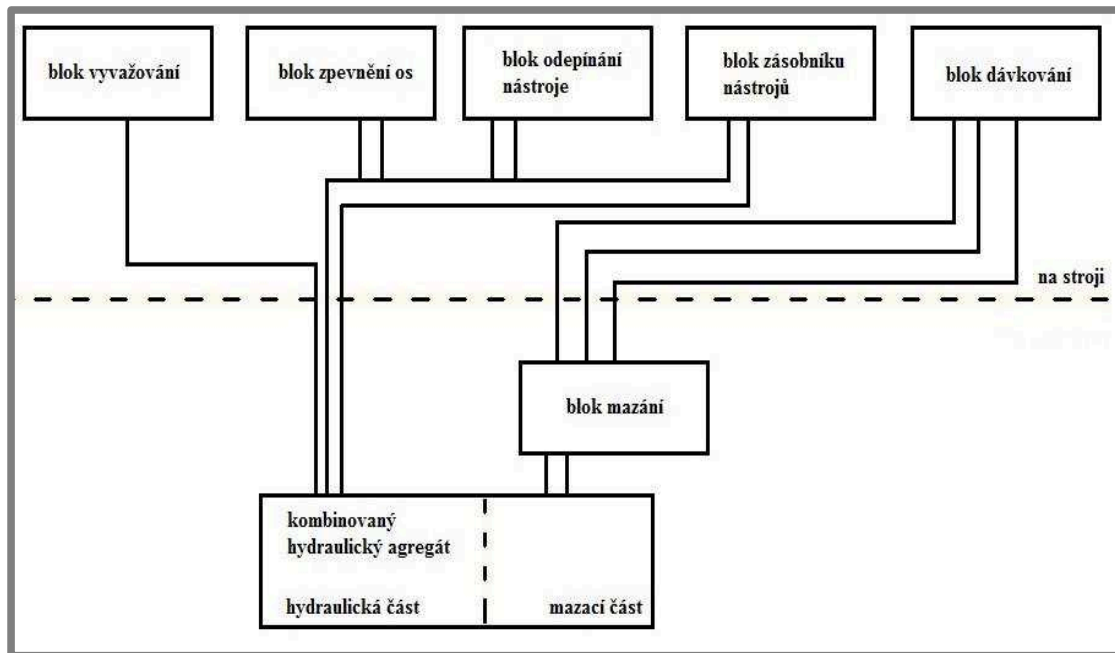 blok vyvažování
blok zpevnění os
blok odepínání
nástroje
blok zásobníku
nástrojů
blok dávkování
na stroji
blok mazání
kombinovaný
hydraulický agregát
hydraulická část
mazací část